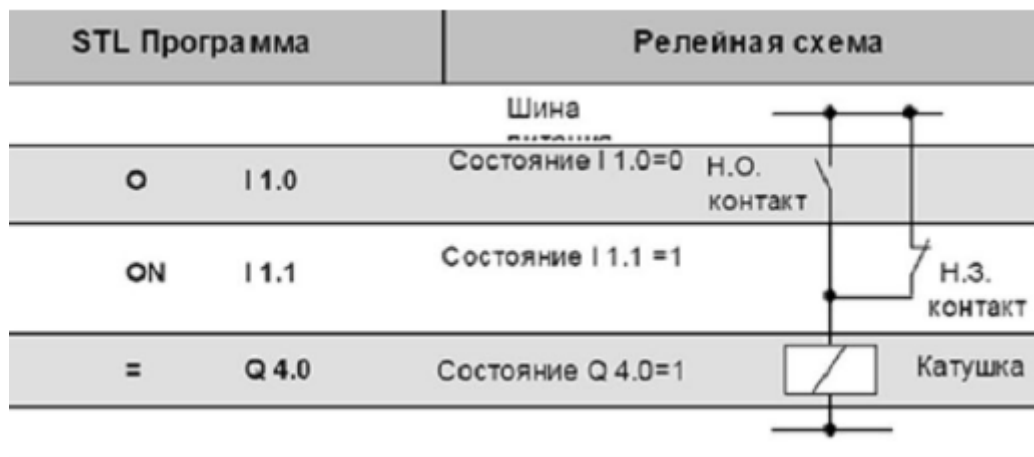 STL Программа
Релейная схема
Шина
O I 1.0
Состояние I 1.0=0
Н.О.
контакт
ON I 1.1
Состояние I 1.1 =1
Н.З.
контакт
= Q 4.0
Состояние Q 4.0=1
Катушка